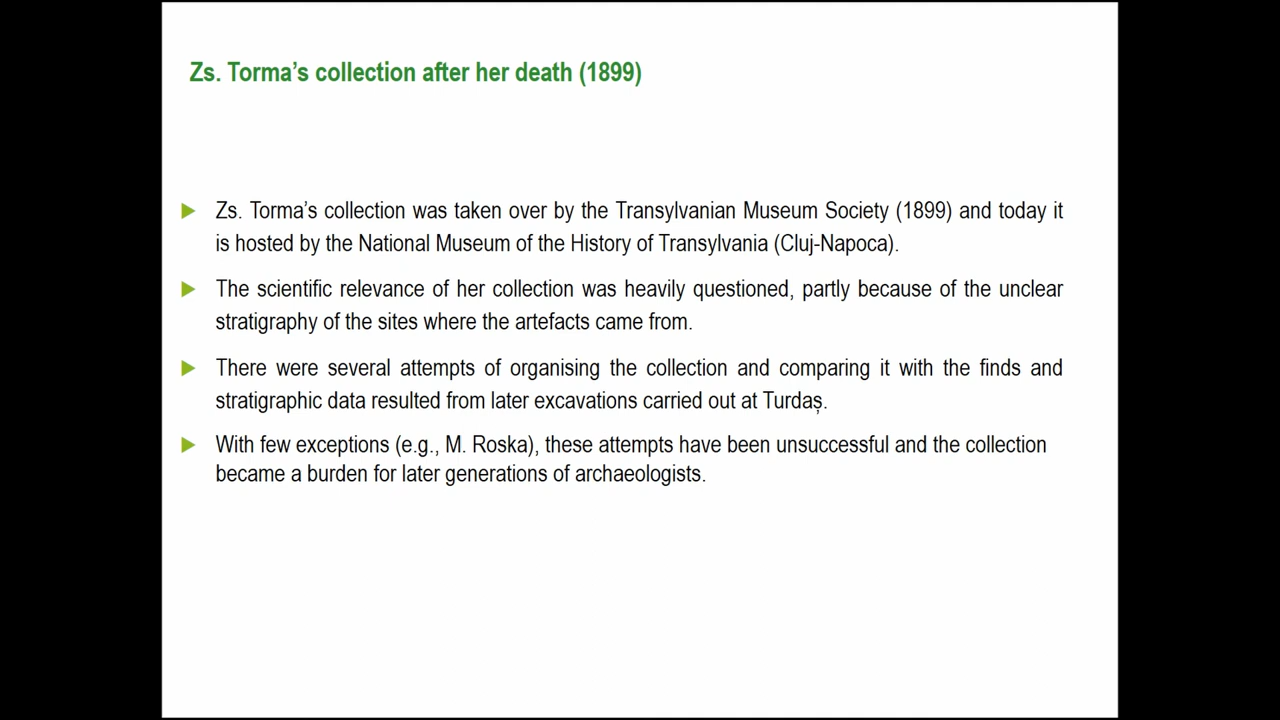 Zs. Torma’s collection after her death (1899)
Zs. Torma’s collection was taken over by the Transylvanian Museum Society (1899) and today it
is hosted by the National Museum of the History of Transylvania (Cluj-Napoca).
The scientific relevance of her collection was heavily questioned, partly because of the unclear
stratigraphy of the sites where the artefacts came from.
There were several attempts of organising the collection and comparing it with the finds and
stratigraphic data resulted from later excavations carried out at Turdaș.
With few exceptions (e.g., M. Roska), these attempts have been unsuccessful and the collection
became a burden for later generations of archaeologists.